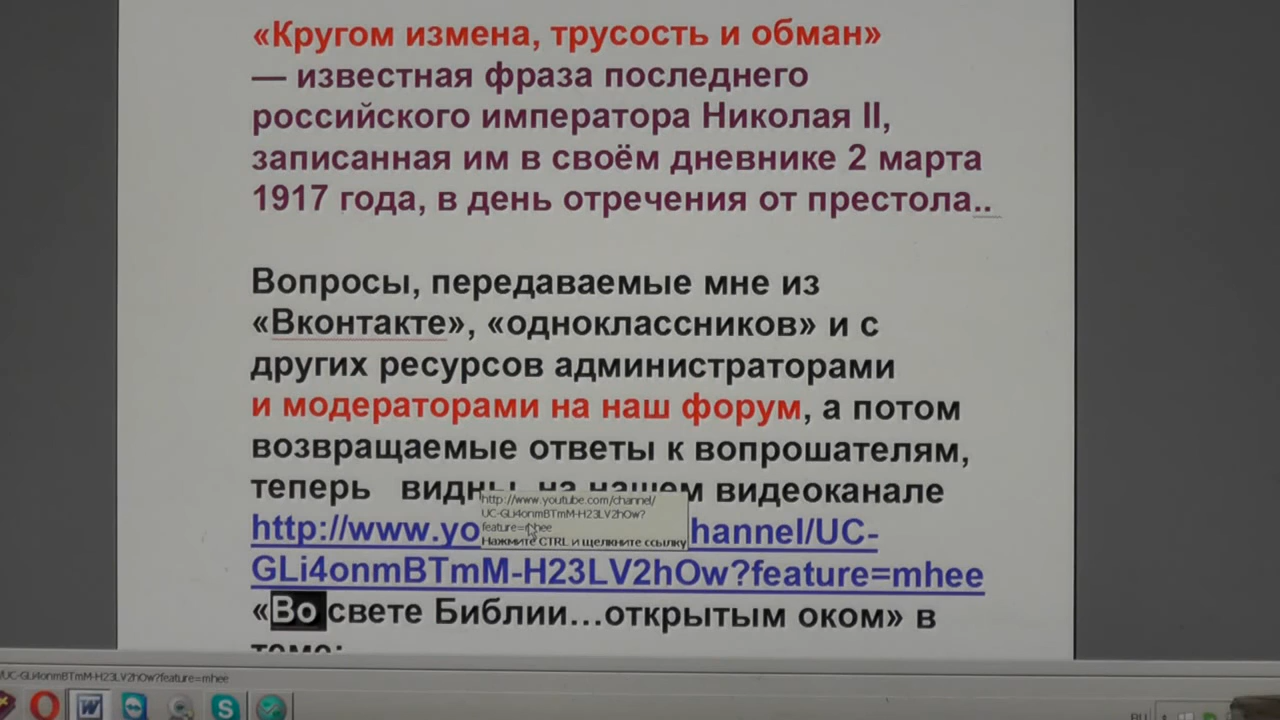 «Кругом измена, трусость и обман»
— известная фраза последнего
российского императора Николая II,
записанная им в своём дневнике 2 марта
1917 года, в день отречения от престола..
Вопросы, передаваемые мне из
«Вконтакте», «одноклассников» и с
других ресурсов администраторами
и модераторами на наш форум, а потом
возвращаемые ответы к вопрошателям,
теперь видны на нашем видеоканале
http://www.youtube.com/channel/
UC-GLi4onmBTmM-H23LV2hOw?
feature=mhee
Нажмите CTRL и щелкните ссылку
http://www.yo hannel/UC-
GLi4onmBTmM-H23LV2hOw?feature=mhee
«Во свете Библии…открытым оком» в
теме:
/UC-GLi4onmBTmM-H23LV2hOw?feature=mhee
RU